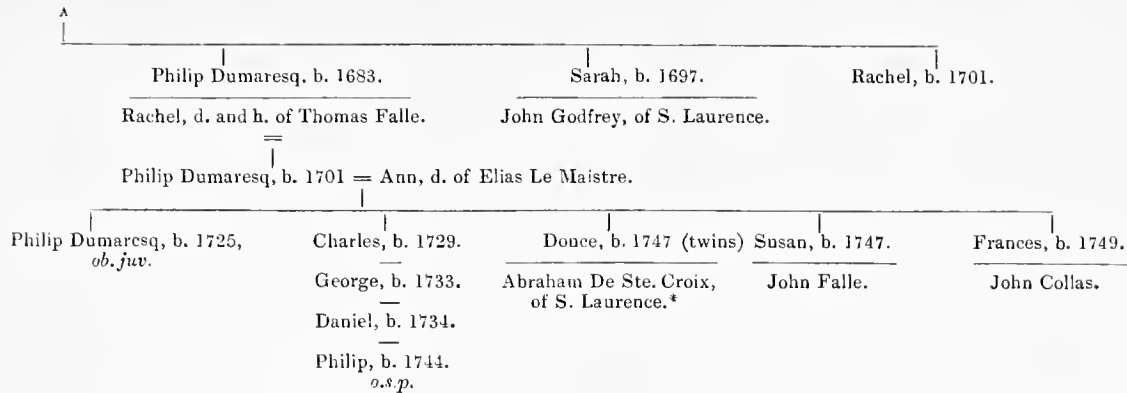 A
Philip Dumaresq, b. 1683. Sarah, b. 1697. Rachel, b. 1701.
Rachel, d. and h. of Thomas Falle. John Godfrey, of S. Laurence.
=
Philip Dumaresq, b. 1701 = Ann, d. of Elias Le Maistre.
Philip Dumaresq, b. 1725, Charles, b. 1729. Douce, b. 1747 (twins) Susan, b. 1747. Frances, b. 1749.
ob. juv.
George, b. 1733. Abraham De Ste. Croix, John Falle. John Collas.
of S. Laurence.*
Daniel, b. 1734.
Philip, b. 1744.
o.s.p.